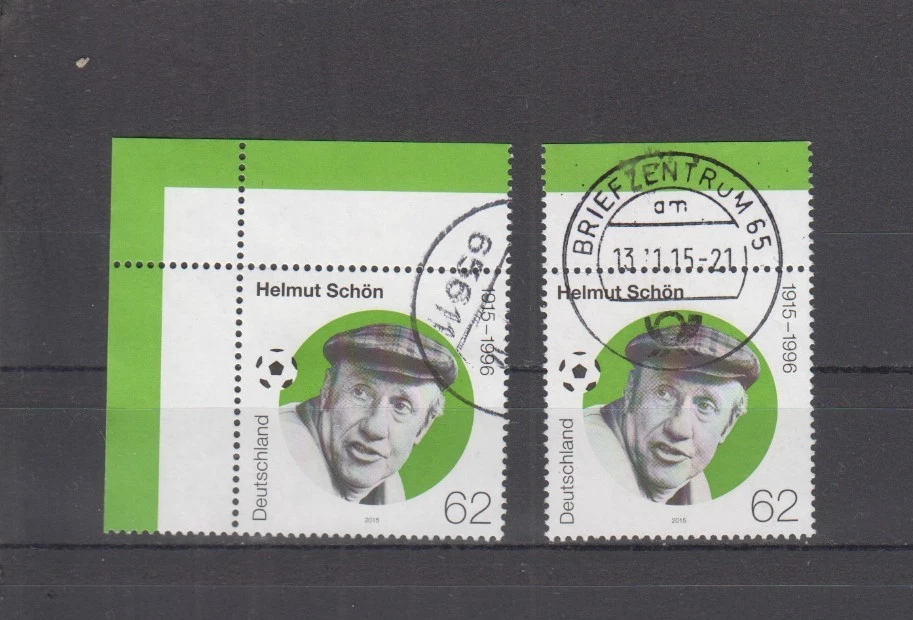 Helmut Schön
1915–1996
Deutschland
2015
62
BRIEFZENTRUM 65
am
13.11.15-21
Helmut Schön
1915–1996
Deutschland
2015
62